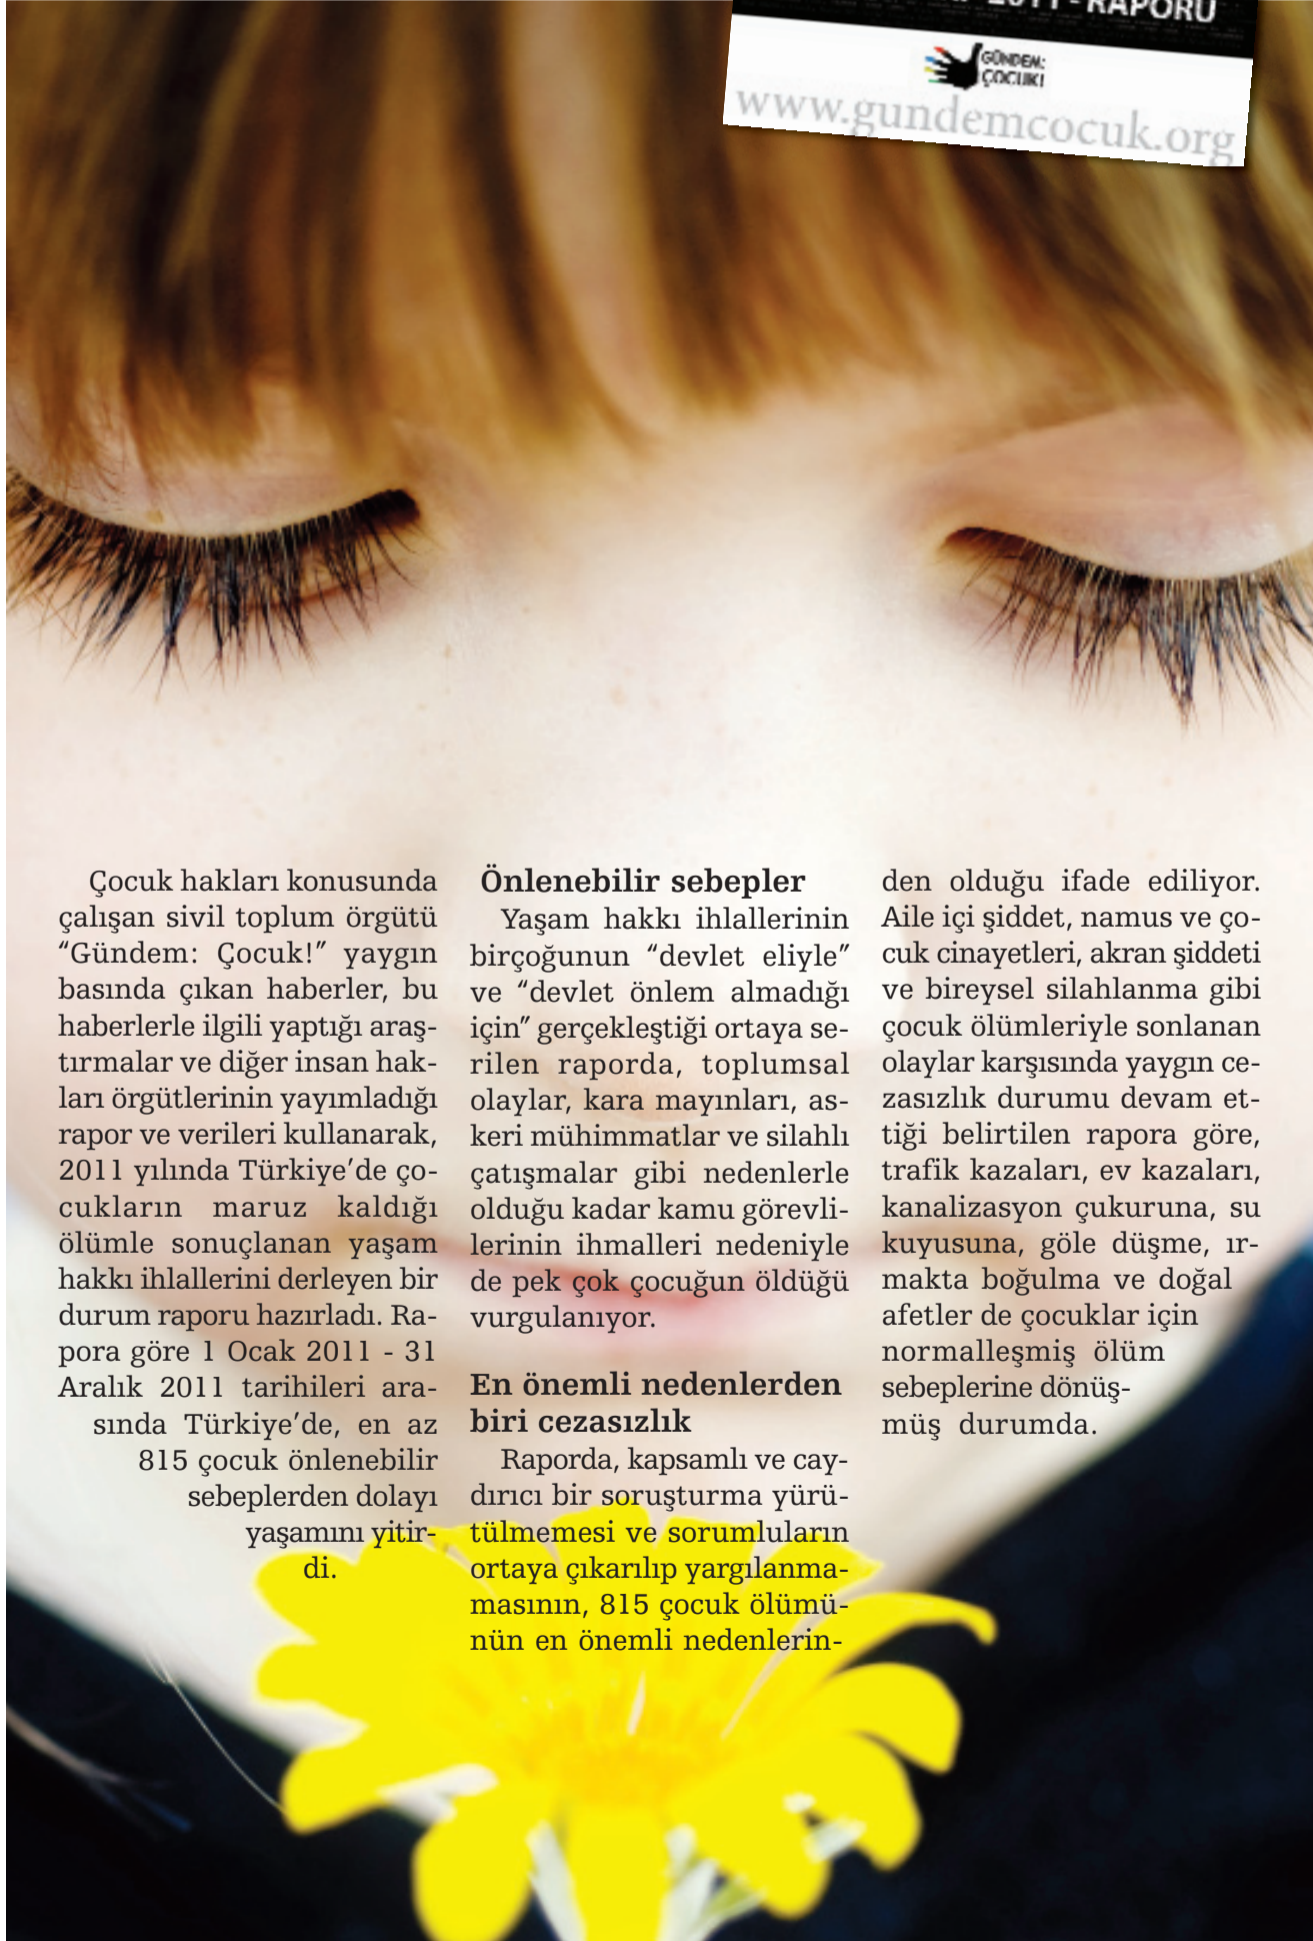 2011 - RAPORU
GÜNDEM:
ÇOCUK!
www.gundemcocuk.org
Çocuk hakları konusunda
çalışan sivil toplum örgütü
“Gündem: Çocuk!” yaygın
basında çıkan haberler, bu
haberlerle ilgili yaptığı araş-
tırmalar ve diğer insan hak-
ları örgütlerinin yayımladığı
rapor ve verileri kullanarak,
2011 yılında Türkiye’de ço-
cukların maruz kaldığı
ölümle sonuçlanan yaşam
hakkı ihlallerini derleyen bir
durum raporu hazırladı. Ra-
pora göre 1 Ocak 2011 - 31
Aralık 2011 tarihileri ara-
sında Türkiye’de, en az
815 çocuk önlenebilir
sebeplerden dolayı
yaşamını yitir-
di.
Önlenebilir sebepler
Yaşam hakkı ihlallerinin
birçoğunun “devlet eliyle”
ve “devlet önlem almadığı
için” gerçekleştiği ortaya se-
rilen raporda, toplumsal
olaylar, kara mayınları, as-
keri mühimmatlar ve silahlı
çatışmalar gibi nedenlerle
olduğu kadar kamu görevli-
lerinin ihmalleri nedeniyle
de pek çok çocuğun öldüğü
vurgulanıyor.
En önemli nedenlerden
biri cezasızlık
Raporda, kapsamlı ve cay-
dırıcı bir soruşturma yürü-
tülmemesi ve sorumluların
ortaya çıkarılıp yargılanma-
masının, 815 çocuk ölümü-
nün en önemli nedenlerin-
den olduğu ifade ediliyor.
Aile içi şiddet, namus ve ço-
cuk cinayetleri, akran şiddeti
ve bireysel silahlanma gibi
çocuk ölümleriyle sonlanan
olaylar karşısında yaygın ce-
zasızlık durumu devam et-
tiği belirtilen rapora göre,
trafik kazaları, ev kazaları,
kanalizasyon çukuruna, su
kuyusuna, göle düşme, ır-
makta boğulma ve doğal
afetler de çocuklar için
normalleşmiş ölüm
sebeplerine dönüş-
müş durumda.